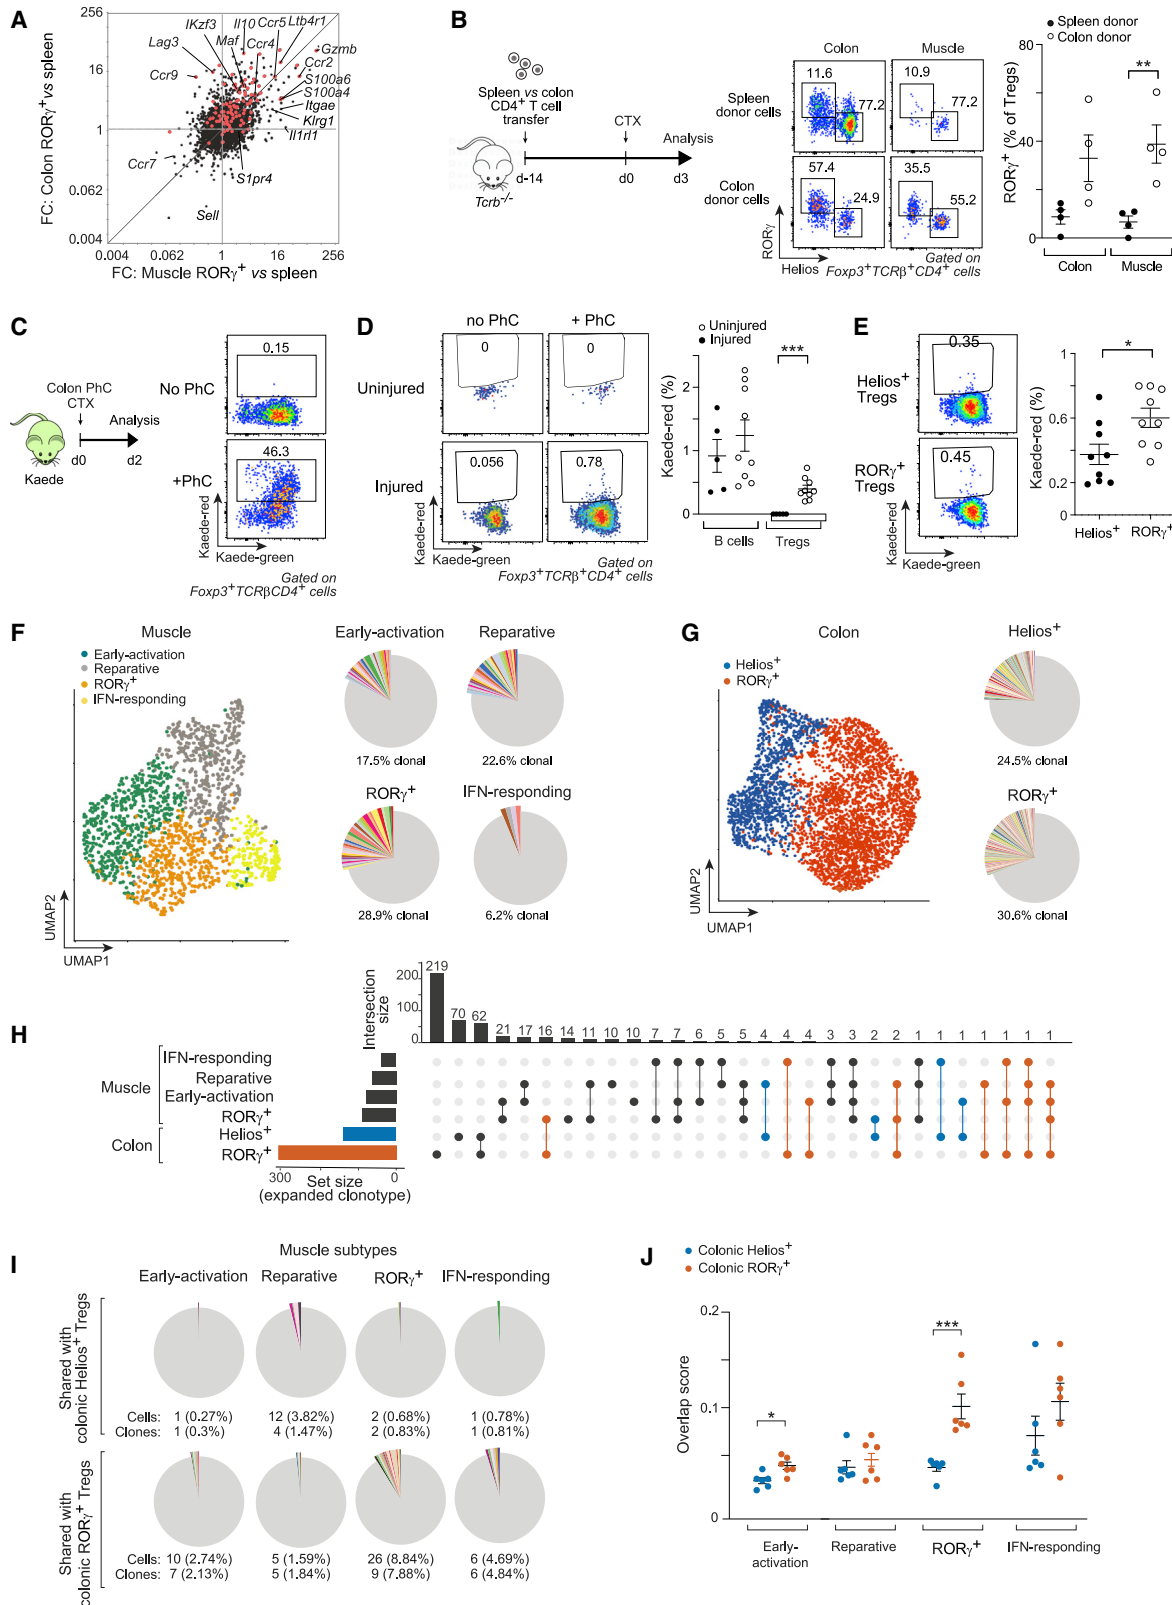 A
FC: Colon RORγ⁺ vs spleen
256
16
1
0.062
0.004
0.004
0.062
1
16
256
FC: Muscle RORγ⁺ vs spleen
IKzf3
Il10
Ccr5
Ltb4r1
Lag3
Maf
Ccr4
Gzmb
Ccr2
Ccr9
S100a6
S100a4
Itgae
Klrg1
Il1rl1
Ccr7
S1pr4
Sell
B
Spleen vs colon
CD4⁺ T cell
transfer
CTX
Analysis
d-14
d0
d3
Tcrb⁻/⁻
Colon
Muscle
Spleen
donor cells
11.6
77.2
10.9
77.2
Colon
donor cells
57.4
24.9
35.5
55.2
RORγ
Helios
Gated on
Foxp3⁺TCRβ⁺CD4⁺ cells
Spleen donor
Colon donor
RORγ⁺ (% of Tregs)
80
40
0
**
Colon
Muscle
C
Colon PhC
CTX
Analysis
d0
d2
Kaede
No PhC
0.15
+PhC
46.3
Kaede-red
Kaede-green
Gated on
Foxp3⁺TCRβCD4⁺ cells
D
no PhC
+ PhC
Uninjured
0
0
Injured
0.056
0.78
Kaede-red
Kaede-green
Gated on
Foxp3⁺TCRβ⁺CD4⁺ cells
Uninjured
Injured
Kaede-red (%)
2
1
0
***
B cells
Tregs
E
Helios⁺
Tregs
0.35
RORγ⁺
Tregs
0.45
Kaede-red
Kaede-green
Kaede-red (%)
1
0.6
0.2
0
*
Helios⁺
RORγ⁺
F
Muscle
Early-activation
Reparative
RORγ⁺
IFN-responding
UMAP2
UMAP1
Early-activation
17.5% clonal
Reparative
22.6% clonal
RORγ⁺
28.9% clonal
IFN-responding
6.2% clonal
G
Colon
Helios⁺
RORγ⁺
UMAP2
UMAP1
Helios⁺
24.5% clonal
RORγ⁺
30.6% clonal
H
Intersection
size
200
100
0
219 70 62 21 17 16 14 11 10 10 7 7 6 5 5 4 4 4 3 3 2 2 1 1 1 1 1 1 1
Muscle
IFN-responding
Reparative
Early-activation
RORγ⁺
Colon
Helios⁺
RORγ⁺
300
0
Set size
(expanded clonotype)
I
Muscle subtypes
Early-activation Reparative RORγ⁺ IFN-responding
Shared with
colonic Helios⁺ Tregs
Cells: 1 (0.27%) 12 (3.82%) 2 (0.68%) 1 (0.78%)
Clones: 1 (0.3%) 4 (1.47%) 2 (0.83%) 1 (0.81%)
Shared with
colonic RORγ⁺ Tregs
Cells: 10 (2.74%) 5 (1.59%) 26 (8.84%) 6 (4.69%)
Clones: 7 (2.13%) 5 (1.84%) 9 (7.88%) 6 (4.84%)
J
Colonic Helios⁺
Colonic RORγ⁺
Overlap score
0.2
0.1
0
*
***
Early-
activation
Reparative
RORγ⁺
IFN-responding